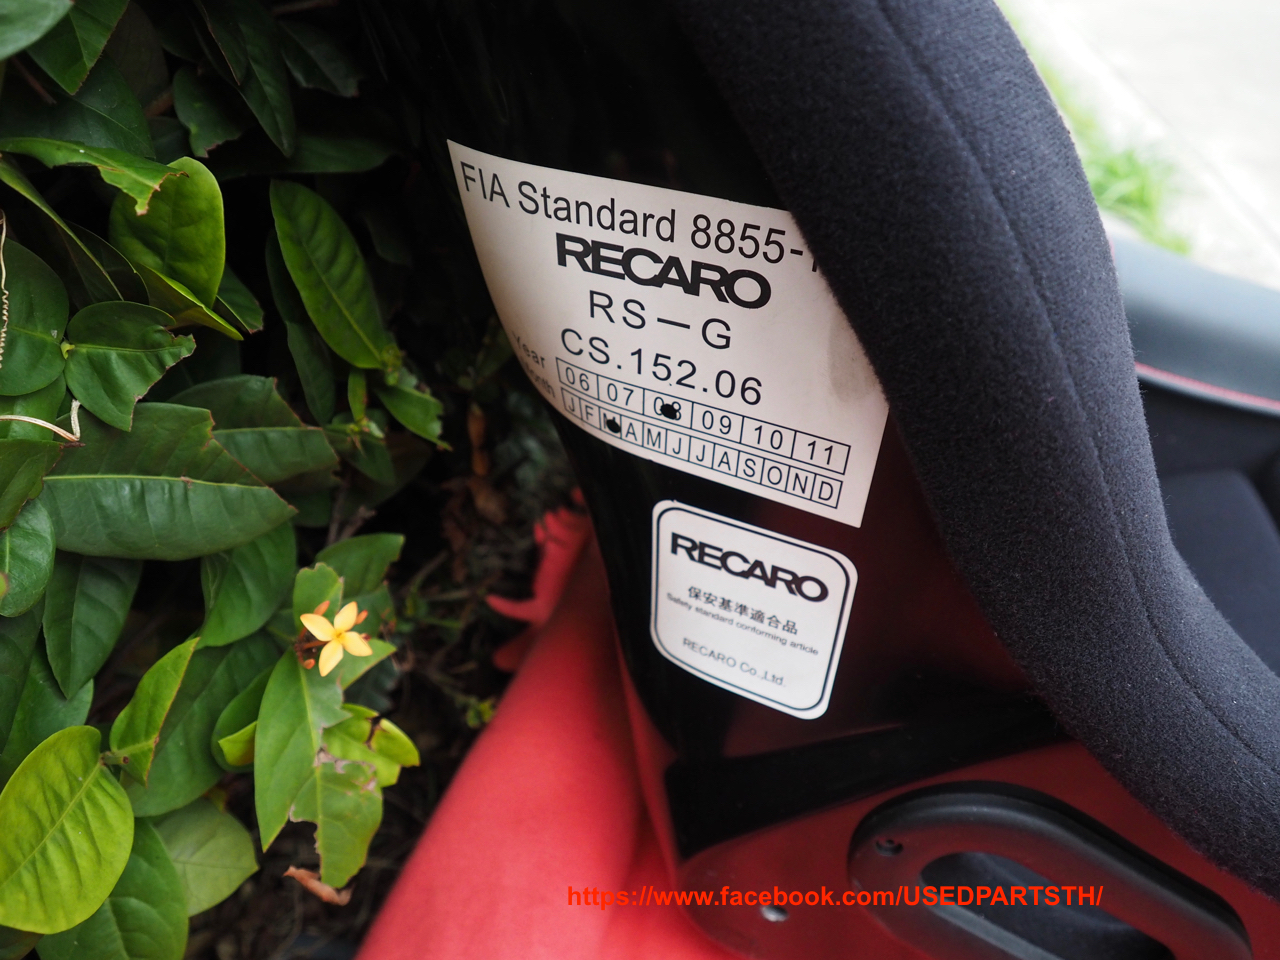 FIA Standard 8855-
RECARO
RS-G
CS.152.06
Year 06 07 08 09 10 11
J F M A M J J A S O N D
RECARO
保安基準適合品
Safety standard conforming article
RECARO Co.,Ltd.
https://www.facebook.com/USEDPARTSTH/